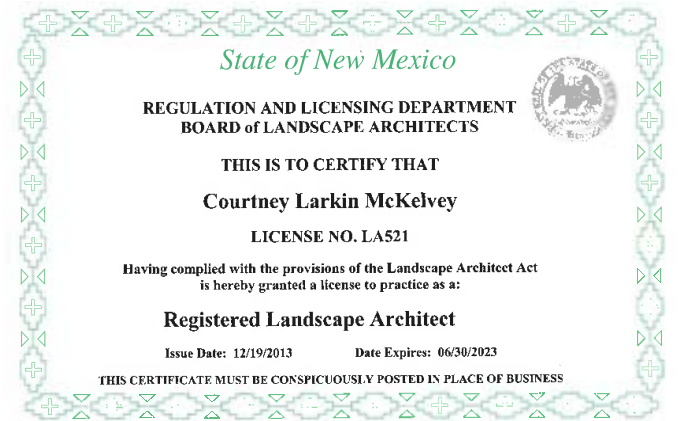 State of New Mexico
REGULATION AND LICENSING DEPARTMENT
BOARD of LANDSCAPE ARCHITECTS
THIS IS TO CERTIFY THAT
Courtney Larkin McKelvey
LICENSE NO. LA521
Having complied with the provisions of the Landscape Architect Act
is hereby granted a license to practice as a:
Registered Landscape Architect
Issue Date: 12/19/2013 Date Expires: 06/30/2023
THIS CERTIFICATE MUST BE CONSPICUOUSLY POSTED IN PLACE OF BUSINESS